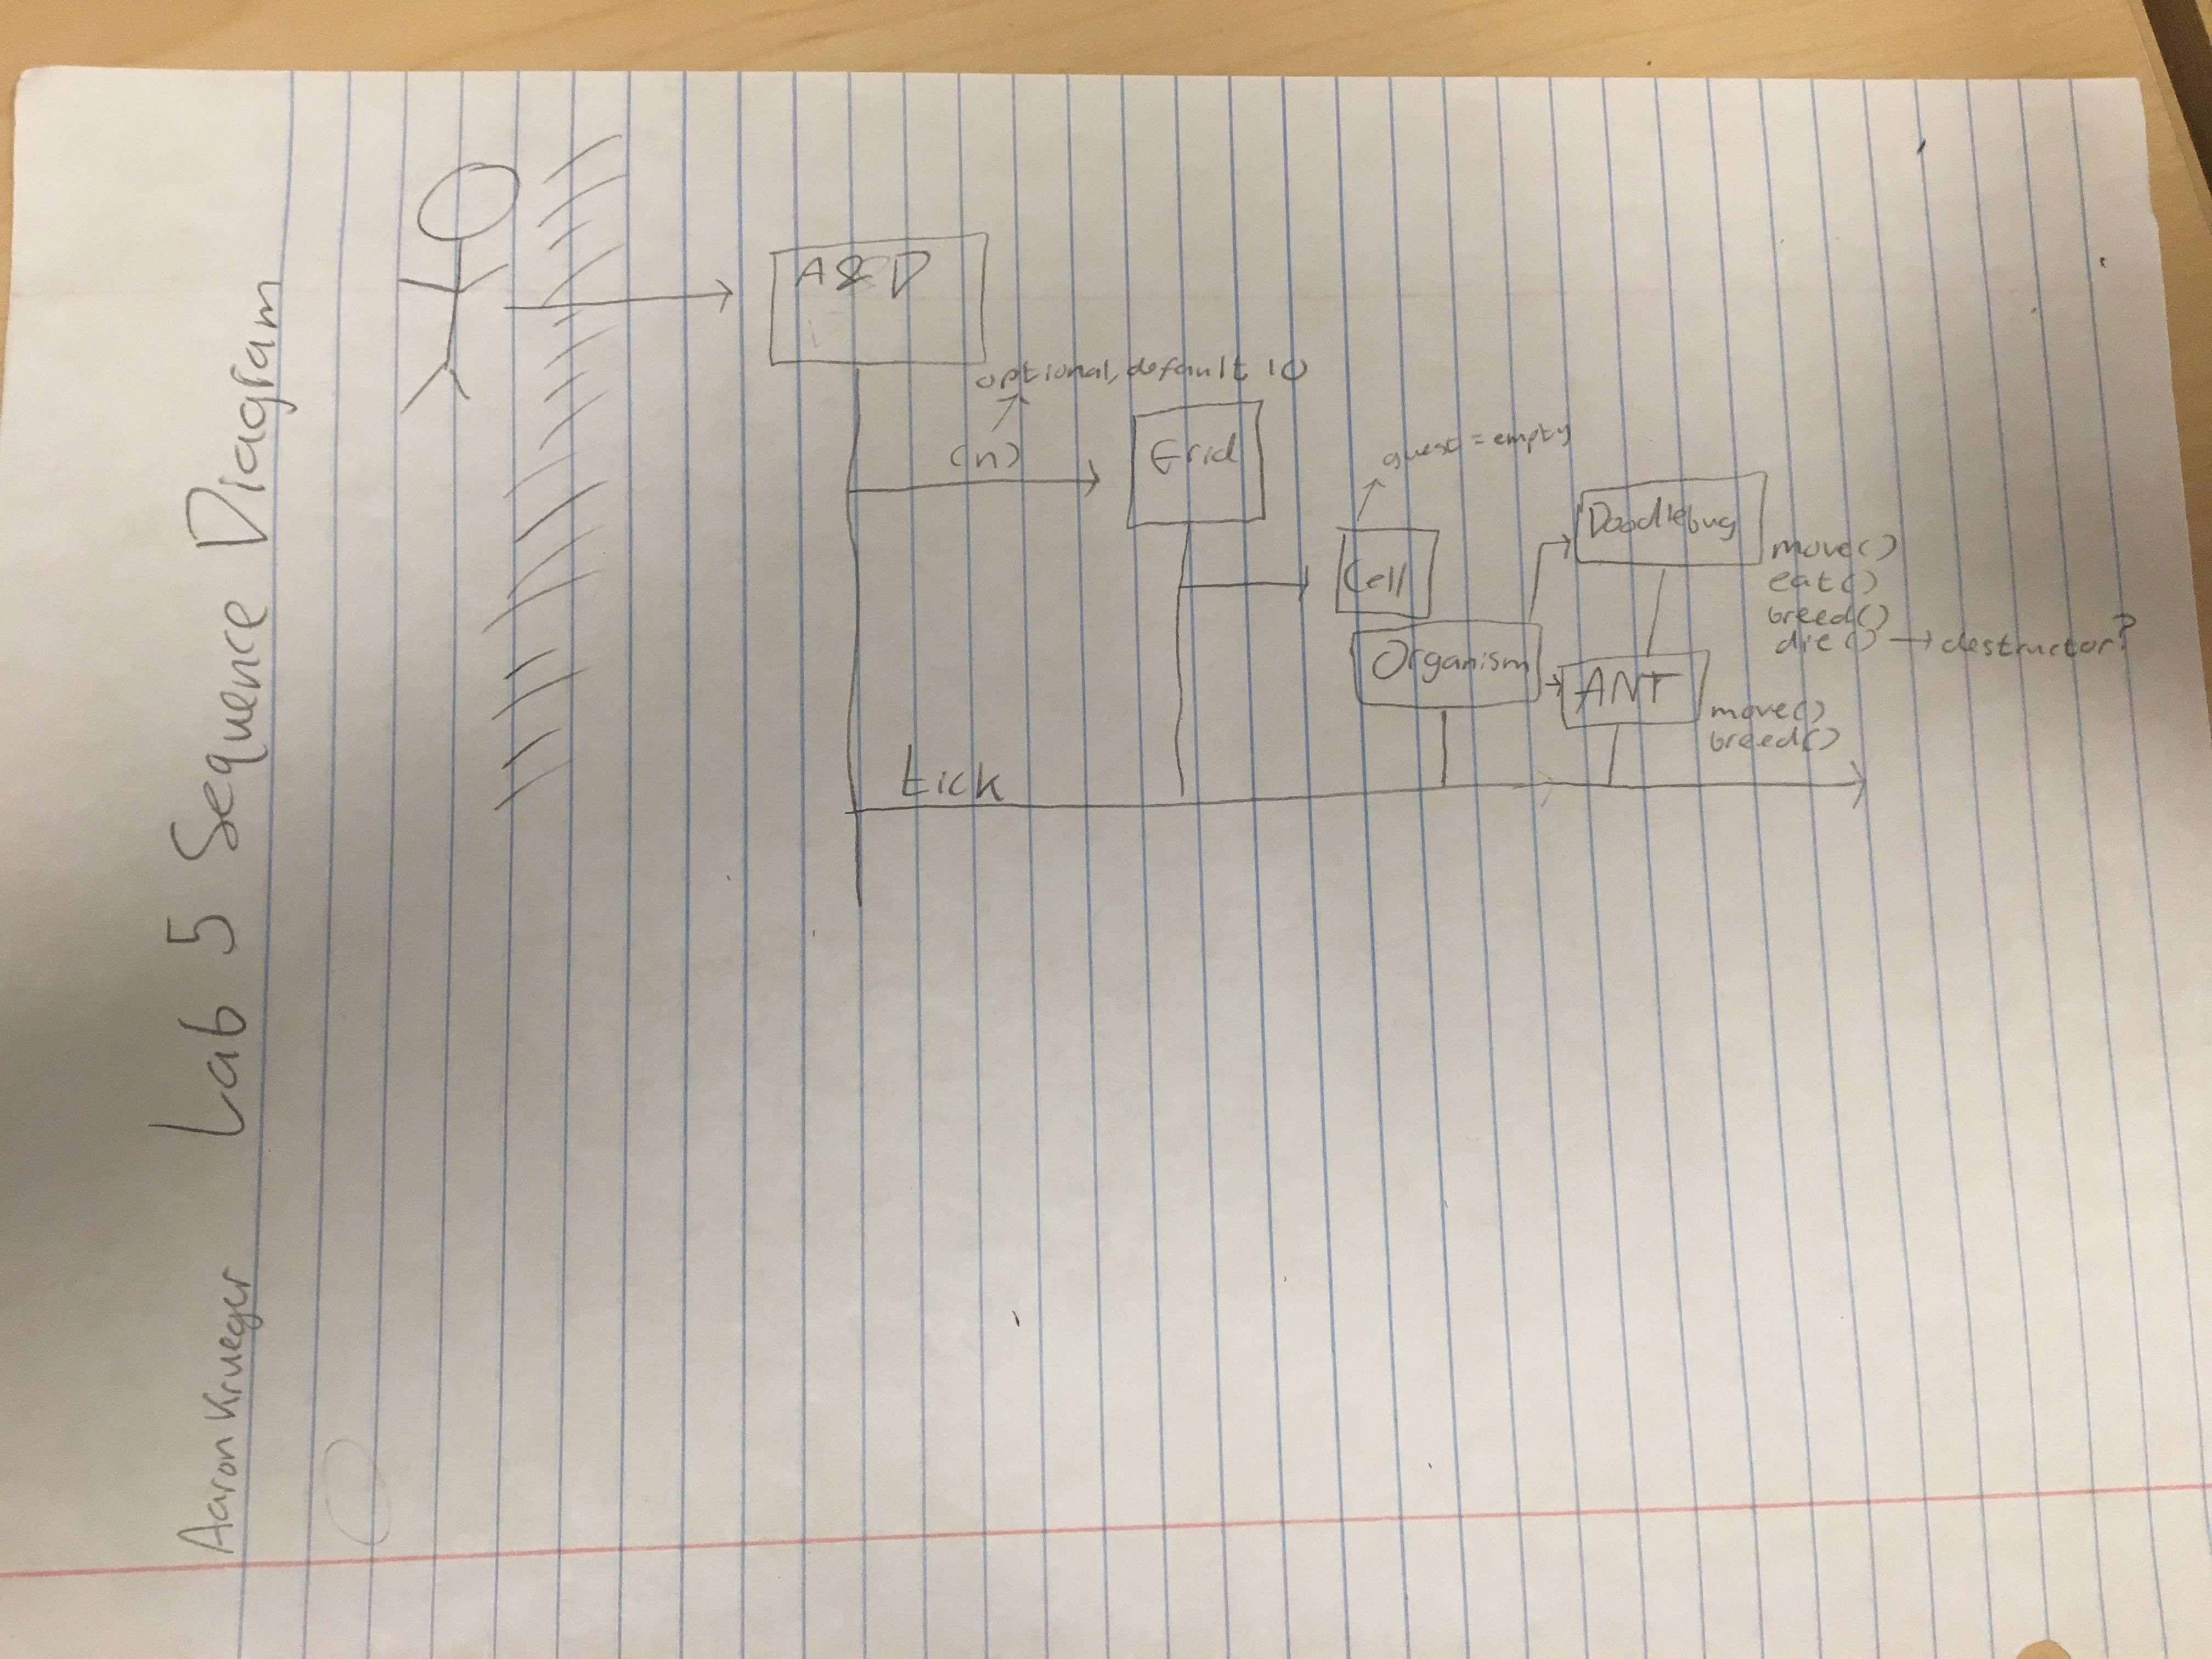 Aaron Krueger
Lab 5 Sequence Diagram
A&D
optional, default 10
(n)
Grid
= empty
Cell
Organism
Doodlebug
move()
eat()
breed()
die() → destructor?
ANT
move()
breed()
tick